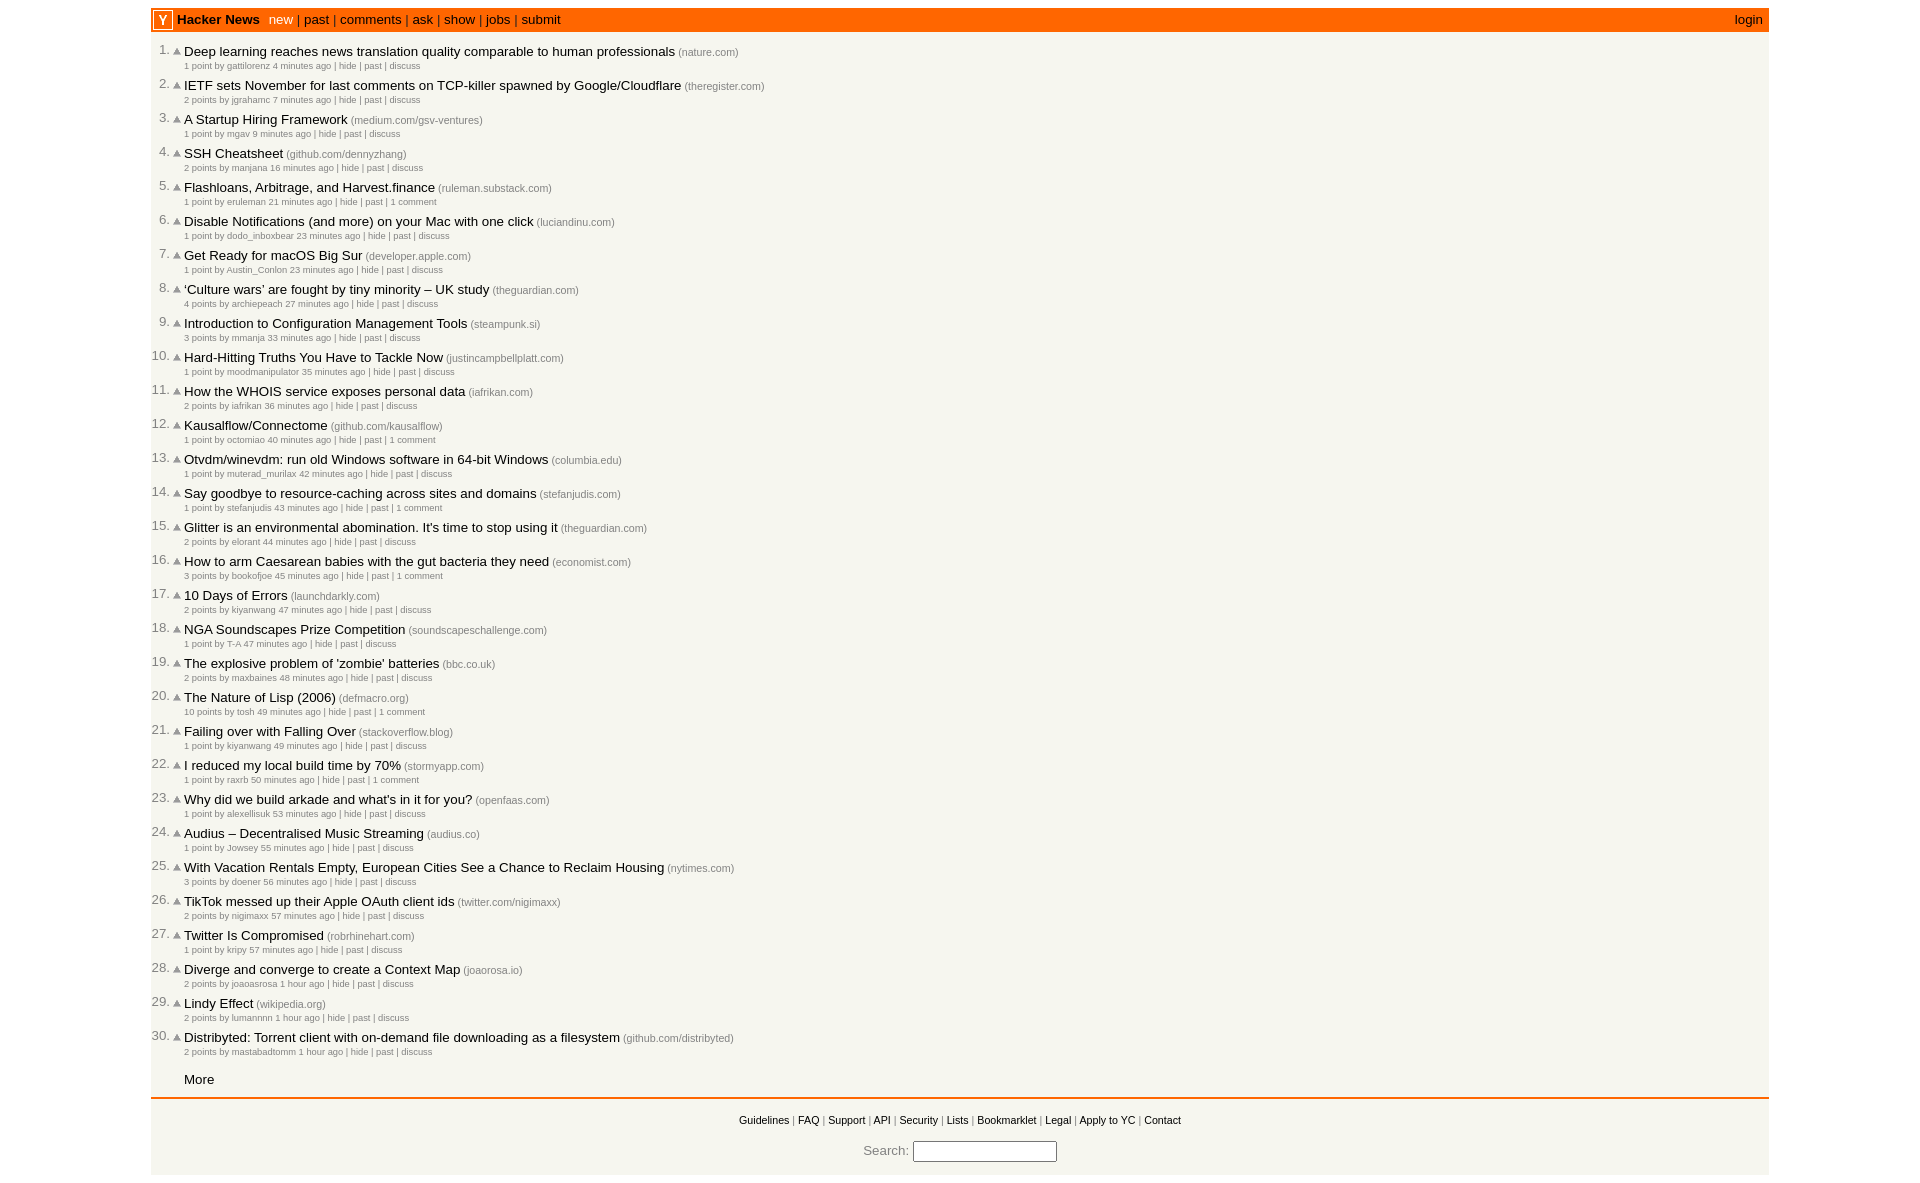 Y Hacker News new | past | comments | ask | show | jobs | submit login
1. Deep learning reaches news translation quality comparable to human professionals (nature.com)
1 point by gattilorenz 4 minutes ago | hide | past | discuss
2. IETF sets November for last comments on TCP-killer spawned by Google/Cloudflare (theregister.com)
2 points by jgrahamc 7 minutes ago | hide | past | discuss
3. A Startup Hiring Framework (medium.com/gsv-ventures)
1 point by mgav 9 minutes ago | hide | past | discuss
4. SSH Cheatsheet (github.com/dennyzhang)
2 points by manjana 16 minutes ago | hide | past | discuss
5. Flashloans, Arbitrage, and Harvest.finance (ruleman.substack.com)
1 point by eruleman 21 minutes ago | hide | past | 1 comment
6. Disable Notifications (and more) on your Mac with one click (luciandinu.com)
1 point by dodo_inboxbear 23 minutes ago | hide | past | discuss
7. Get Ready for macOS Big Sur (developer.apple.com)
1 point by Austin_Conlon 23 minutes ago | hide | past | discuss
8. ‘Culture wars’ are fought by tiny minority – UK study (theguardian.com)
4 points by archiepeach 27 minutes ago | hide | past | discuss
9. Introduction to Configuration Management Tools (steampunk.si)
3 points by mmanja 33 minutes ago | hide | past | discuss
10. Hard-Hitting Truths You Have to Tackle Now (justincampbellplatt.com)
1 point by moodmanipulator 35 minutes ago | hide | past | discuss
11. How the WHOIS service exposes personal data (iafrikan.com)
2 points by iafrikan 36 minutes ago | hide | past | discuss
12. Kausalflow/Connectome (github.com/kausalflow)
1 point by octomiao 40 minutes ago | hide | past | 1 comment
13. Otvdm/winevdm: run old Windows software in 64-bit Windows (columbia.edu)
1 point by muterad_murilax 42 minutes ago | hide | past | discuss
14. Say goodbye to resource-caching across sites and domains (stefanjudis.com)
1 point by stefanjudis 43 minutes ago | hide | past | 1 comment
15. Glitter is an environmental abomination. It's time to stop using it (theguardian.com)
2 points by elorant 44 minutes ago | hide | past | discuss
16. How to arm Caesarean babies with the gut bacteria they need (economist.com)
3 points by bookofjoe 45 minutes ago | hide | past | 1 comment
17. 10 Days of Errors (launchdarkly.com)
2 points by kiyanwang 47 minutes ago | hide | past | discuss
18. NGA Soundscapes Prize Competition (soundscapeschallenge.com)
1 point by T-A 47 minutes ago | hide | past | discuss
19. The explosive problem of 'zombie' batteries (bbc.co.uk)
2 points by maxbaines 48 minutes ago | hide | past | discuss
20. The Nature of Lisp (2006) (defmacro.org)
10 points by tosh 49 minutes ago | hide | past | 1 comment
21. Failing over with Falling Over (stackoverflow.blog)
1 point by kiyanwang 49 minutes ago | hide | past | discuss
22. I reduced my local build time by 70% (stormyapp.com)
1 point by raxrb 50 minutes ago | hide | past | 1 comment
23. Why did we build arkade and what's in it for you? (openfaas.com)
1 point by alexellisuk 53 minutes ago | hide | past | discuss
24. Audius – Decentralised Music Streaming (audius.co)
1 point by Jowsey 55 minutes ago | hide | past | discuss
25. With Vacation Rentals Empty, European Cities See a Chance to Reclaim Housing (nytimes.com)
3 points by doener 56 minutes ago | hide | past | discuss
26. TikTok messed up their Apple OAuth client ids (twitter.com/nigimaxx)
2 points by nigimaxx 57 minutes ago | hide | past | discuss
27. Twitter Is Compromised (robrhinehart.com)
1 point by kripy 57 minutes ago | hide | past | discuss
28. Diverge and converge to create a Context Map (joaorosa.io)
2 points by joaoasrosa 1 hour ago | hide | past | discuss
29. Lindy Effect (wikipedia.org)
2 points by lumannnn 1 hour ago | hide | past | discuss
30. Distribyted: Torrent client with on-demand file downloading as a filesystem (github.com/distribyted)
2 points by mastabadtomm 1 hour ago | hide | past | discuss
More
Guidelines | FAQ | Support | API | Security | Lists | Bookmarklet | Legal | Apply to YC | Contact
Search: